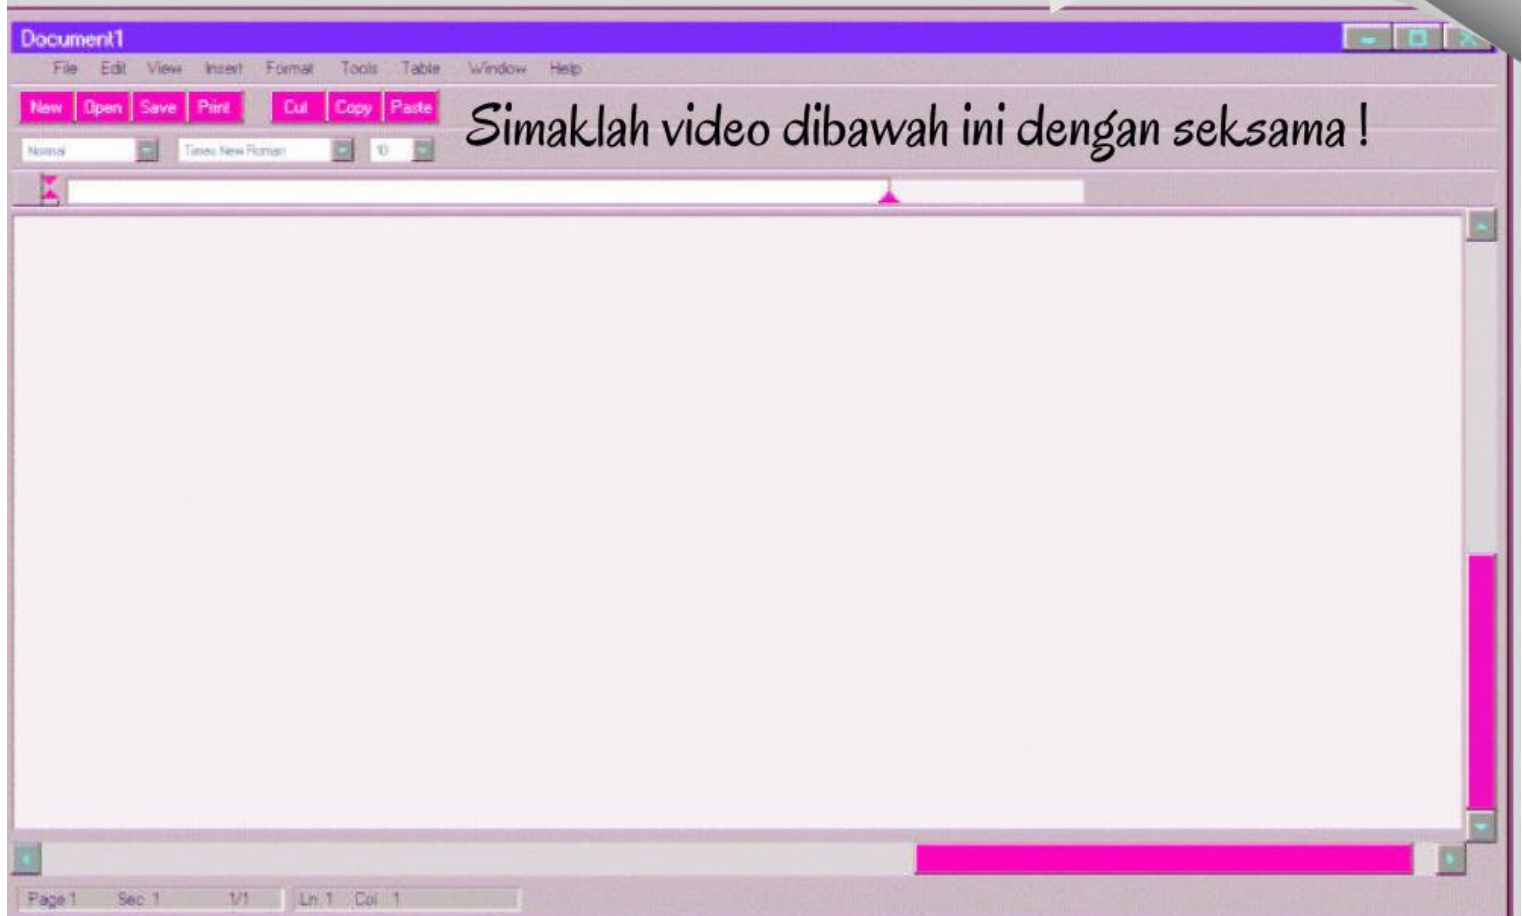 Document1
File Edit View Insert Format Tools Table Window Help
New Open Save Print Cut Copy Paste
Simaklah video dibawah ini dengan seksama !
Normal Times New Roman 10
Page 1 Sec 1 1/1 Ln 1 Col 1